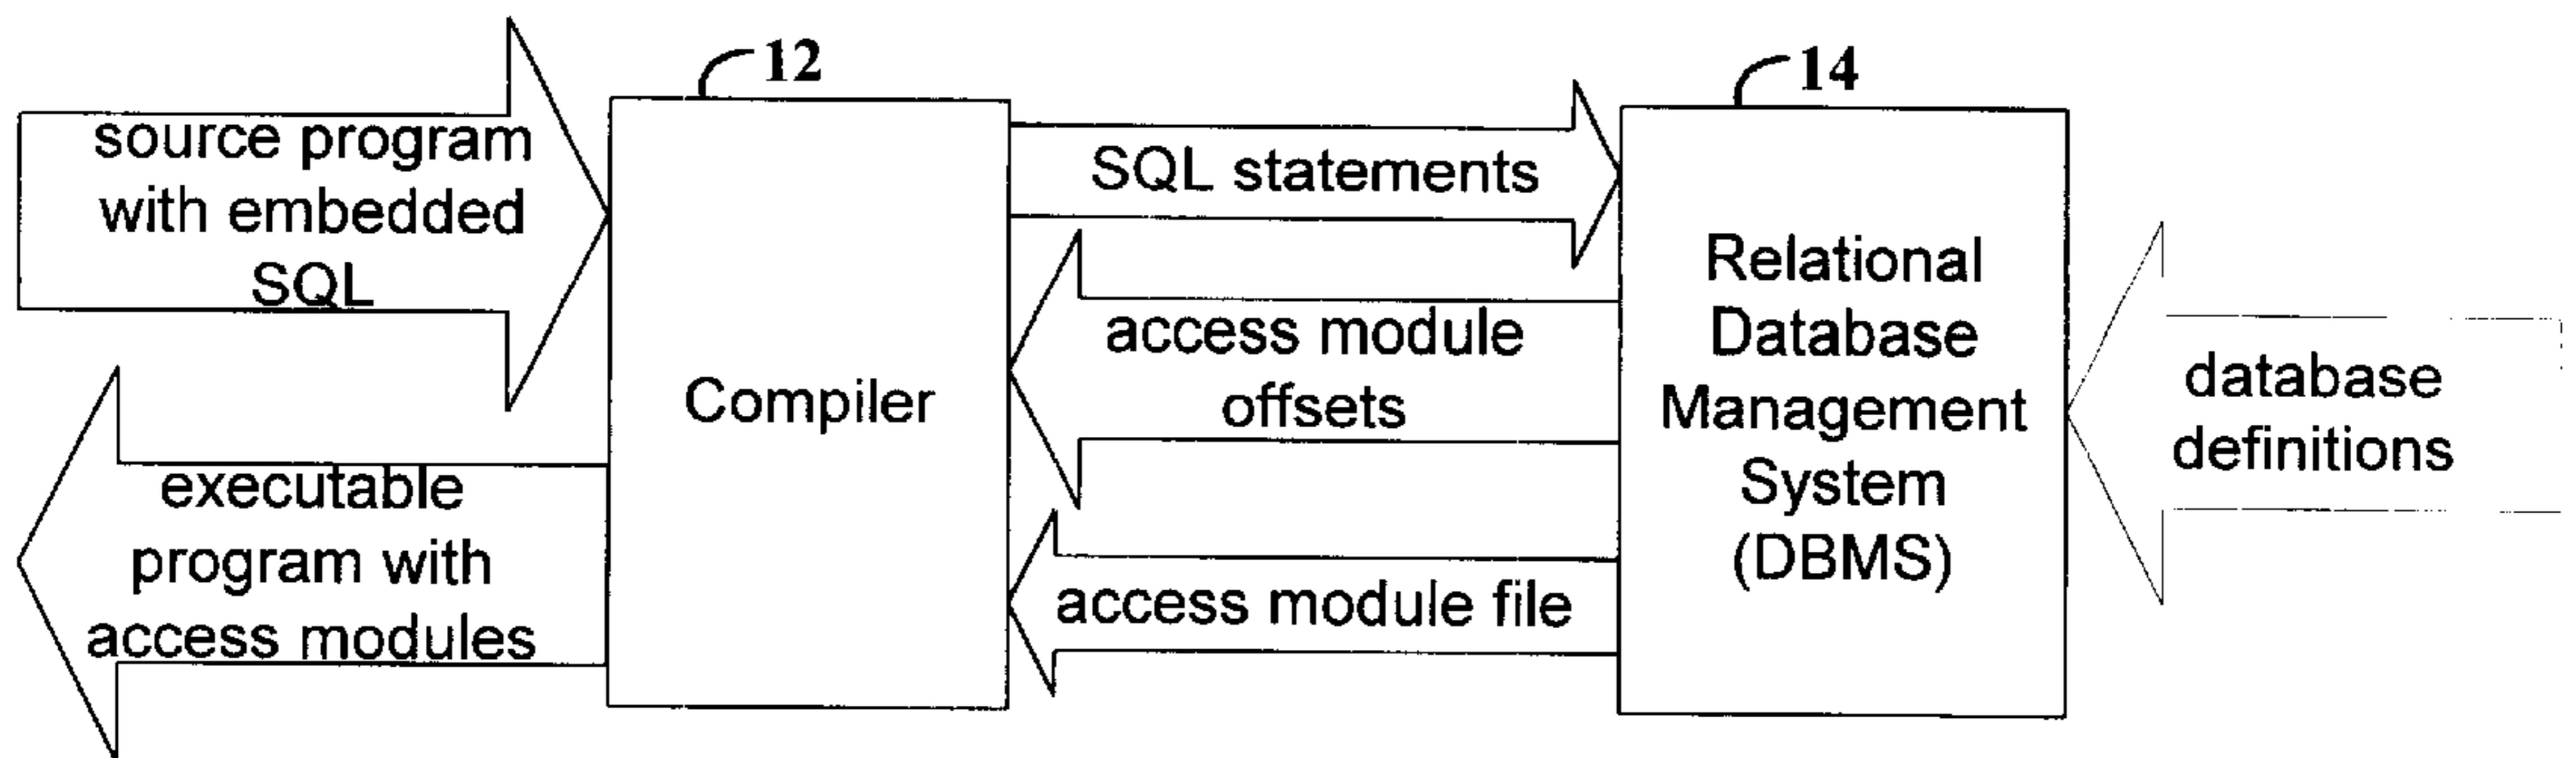 12
14
source program
with embedded
SQL
executable
program with
access modules
Compiler
SQL statements
access module
offsets
access module file
Relational
Database
Management
System
(DBMS)
database
definitions